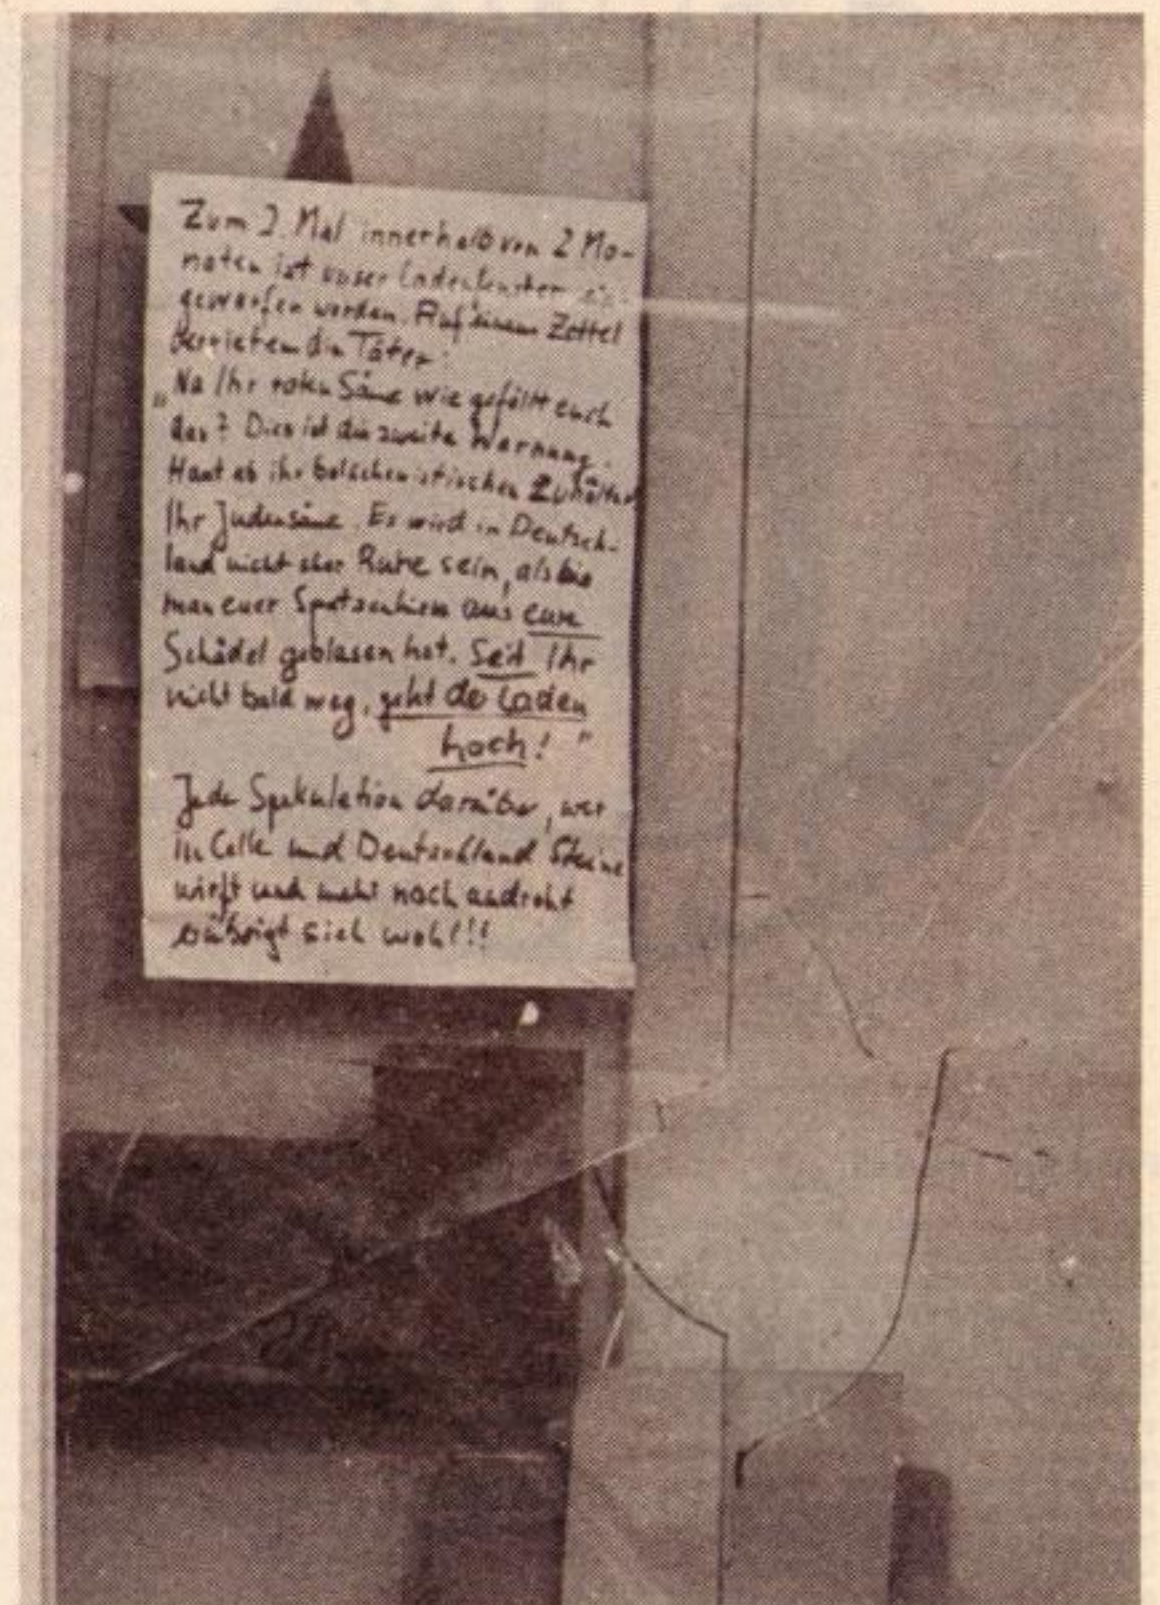 Zum 2. Mal innerhalb von 2 Mo-
naten ist unser Ladenfenster ein-
geworfen worden. Auf einem Zettel
verrieten die Täter:
„Na Ihr roten Säue wie gefällt euch
das? Dies ist die zweite Warnung.
Haut ab ihr bolschewistischen Zuhälter
Ihr Judensäue. Es wird in Deutsch-
land nicht eher Ruhe sein, als bis
man euer Spatzenhirn aus eure
Schädel geblasen hat. Seit Ihr
nicht bald weg, geht de Laden
hoch!"
Jede Spekulation darüber, wer
in Celle und Deutschland Steine
wirft und mehr noch androht
erübrigt sich wohl!!